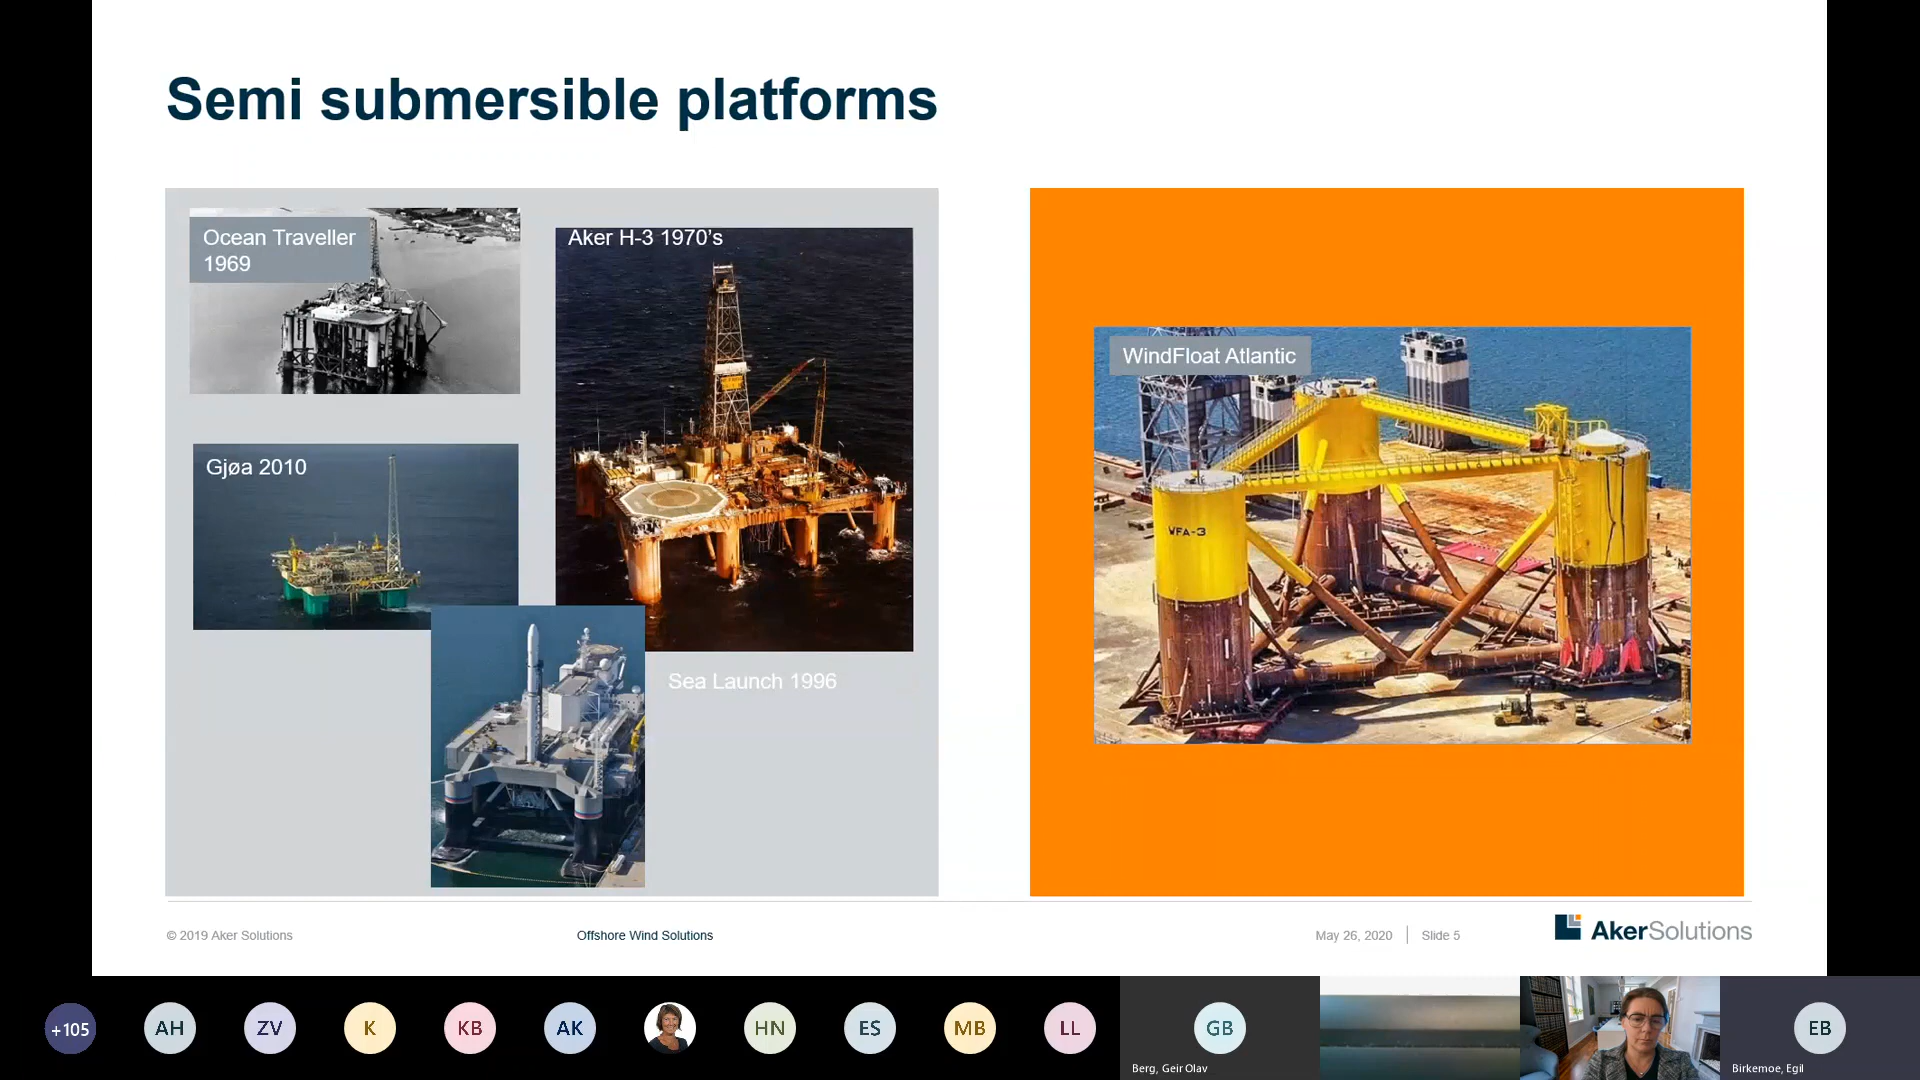 Semi submersible platforms
Ocean Traveller
1969
Aker H-3 1970's
Gjøa 2010
Sea Launch 1996
WindFloat Atlantic
WFA-3
© 2019 Aker Solutions
Offshore Wind Solutions
May 26, 2020
Slide 5
AkerSolutions
+105
AH
ZV
K
KB
AK
HN
ES
MB
LL
GB
Berg, Geir Olav
EB
Birkemoe, Egil